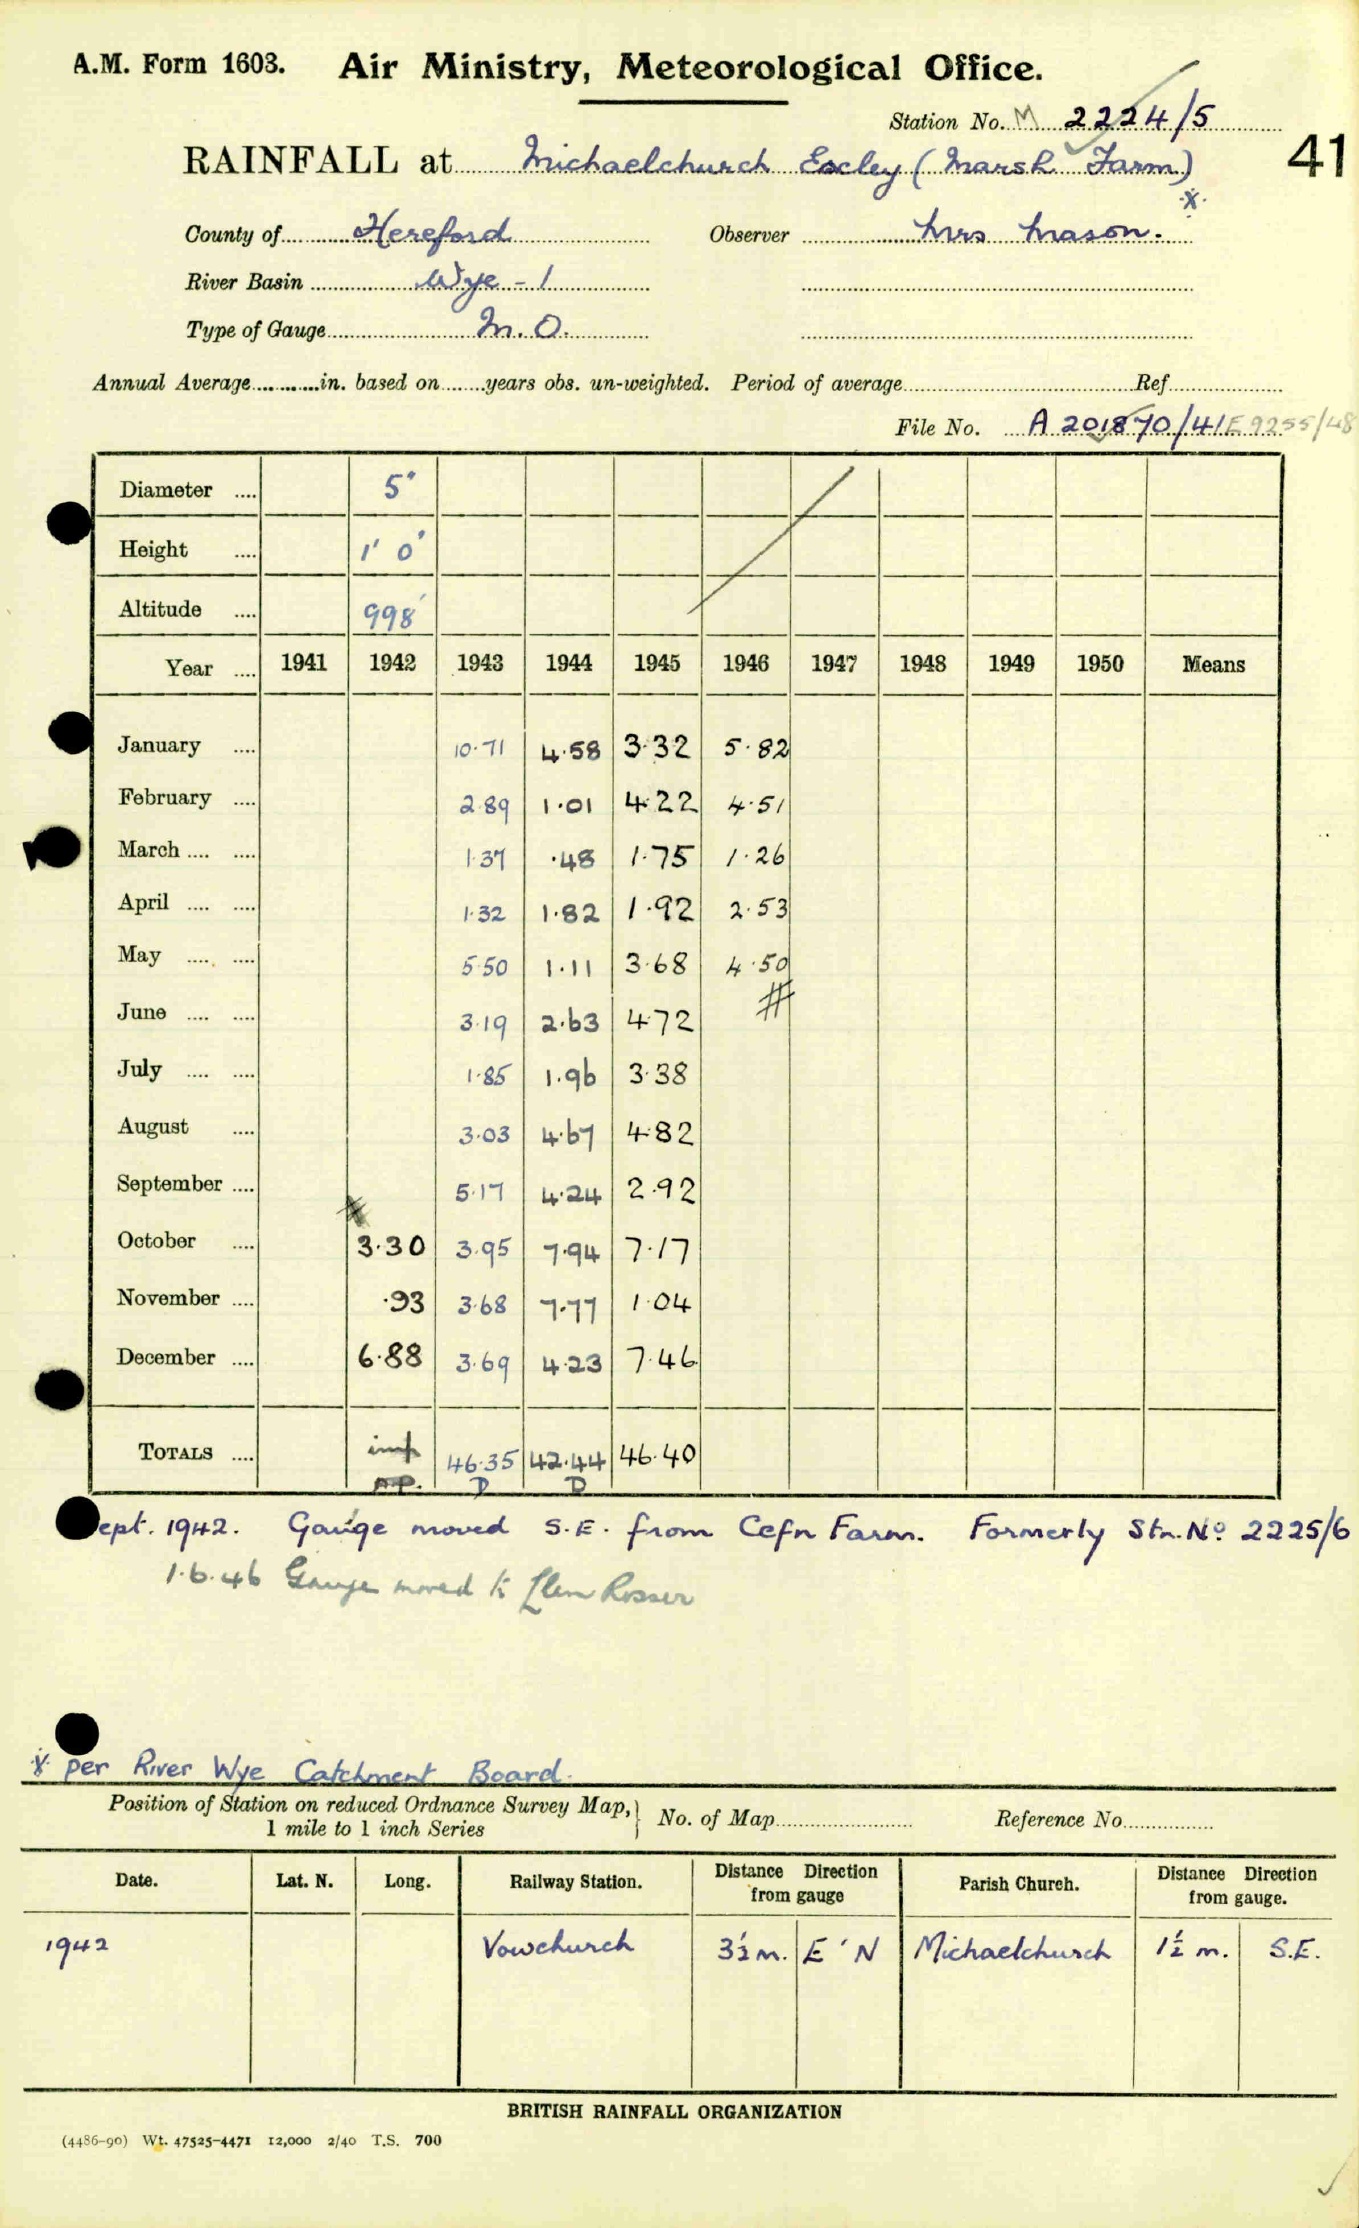 A.M. Form 1603. Air Ministry, Meteorological Office.
Station No. M 2224/5
41
RAINFALL at Michaelchurch Escley (Marsh Farm)
County of Hereford Observer Mrs Mason.
River Basin Wye - 1
Type of Gauge M.O.
Annual Average in. based on years obs. un-weighted. Period of average Ref
File No. A 201870/41 E9255/48
Diameter 5"
Height 1' 0"
Altitude 998'
Year 1941 1942 1943 1944 1945 1946 1947 1948 1949 1950 Means
January 10.71 4.58 3.32 5.82
February 2.89 1.01 4.22 4.51
March 1.37 .48 1.75 1.26
April 1.32 1.82 1.92 2.53
May 5.50 1.11 3.68 4.50
June 3.19 2.63 4.72
July 1.85 1.96 3.38
August 3.03 4.67 4.82
September 5.17 4.24 2.92
October 3.30 3.95 7.94 7.17
November .93 3.68 7.77 1.04
December 6.88 3.69 4.23 7.46
TOTALS imp 46.35 42.44 46.40
D D
ept. 1942. Gauge moved S.E. from Cefn Farm. Formerly Stn. No 2225/6
1.6.46 Gauge moved to Llen Rosser
x per River Wye Catchment Board.
Position of Station on reduced Ordnance Survey Map, } No. of Map Reference No.
1 mile to 1 inch Series
Date. Lat. N. Long. Railway Station. Distance Direction from gauge Parish Church. Distance Direction from gauge.
1942 Vowchurch 3½ m. E ' N Michaelchurch 1½ m. S.E.
BRITISH RAINFALL ORGANIZATION
(4486-90) Wt. 47525-4471 12,000 2/40 T.S. 700